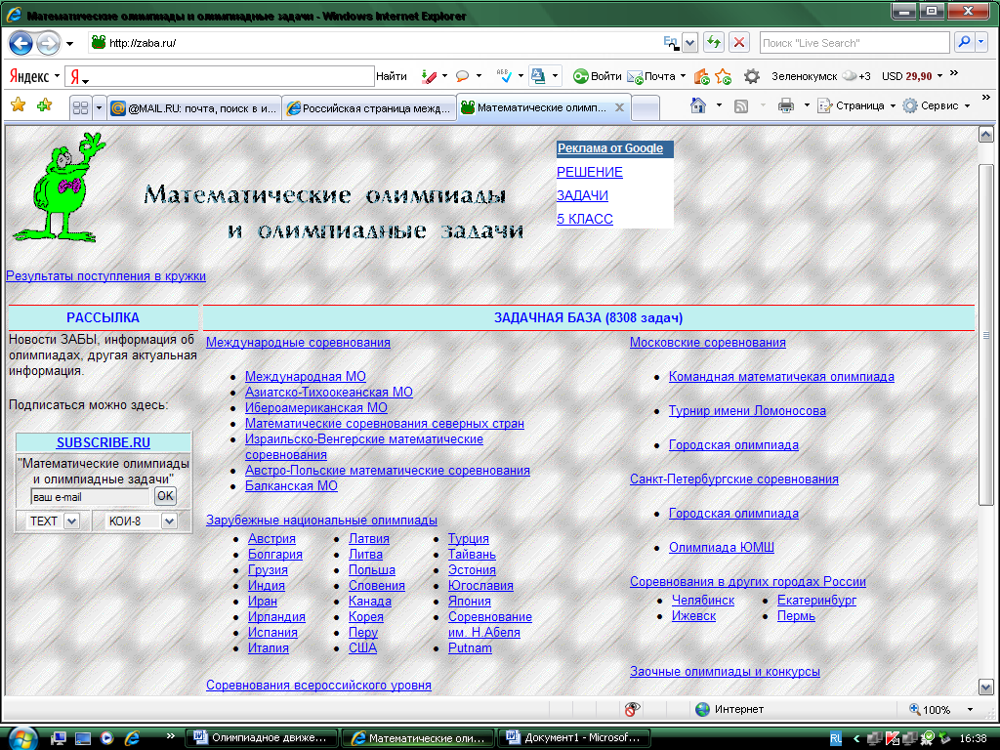 Математические олимпиады и олимпиадные задачи - Windows Internet Explorer
http://zaba.ru/
Поиск "Live Search"
Яндекс
Я
Найти
Войти
Почта
Зеленокумск
+3
USD 29,90
@MAIL.RU: почта, поиск в и...
Российская страница межд...
Математические олимп...
Страница
Сервис
Математические олимпиады
и олимпиадные задачи
Реклама от Google
РЕШЕНИЕ
ЗАДАЧИ
5 КЛАСС
Результаты поступления в кружки
РАССЫЛКА
Новости ЗАБЫ, информация об
олимпиадах, другая актуальная
информация.
Подписаться можно здесь:
SUBSCRIBE.RU
"Математические олимпиады
и олимпиадные задачи"
ваш e-mail
OK
TEXT
КОИ-8
ЗАДАЧНАЯ БАЗА (8308 задач)
Международные соревнования
Международная МО
Азиатско-Тихоокеанская МО
Ибероамериканская МО
Математические соревнования северных стран
Израильско-Венгерские математические
соревнования
Австро-Польские математические соревнования
Балканская МО
Зарубежные национальные олимпиады
Австрия
Болгария
Грузия
Индия
Иран
Ирландия
Испания
Италия
Латвия
Литва
Польша
Словения
Канада
Корея
Перу
США
Турция
Тайвань
Эстония
Югославия
Япония
Соревнование
им. Н.Абеля
Putnam
Соревнования всероссийского уровня
Московские соревнования
Командная математичекая олимпиада
Турнир имени Ломоносова
Городская олимпиада
Санкт-Петербургские соревнования
Городская олимпиада
Олимпиада ЮМШ
Соревнования в других городах России
Челябинск
Ижевск
Екатеринбург
Пермь
Заочные олимпиады и конкурсы
Интернет
100%
Олимпиадное движе...
Математические оли...
Документ1 - Microsof...
RL
16:38